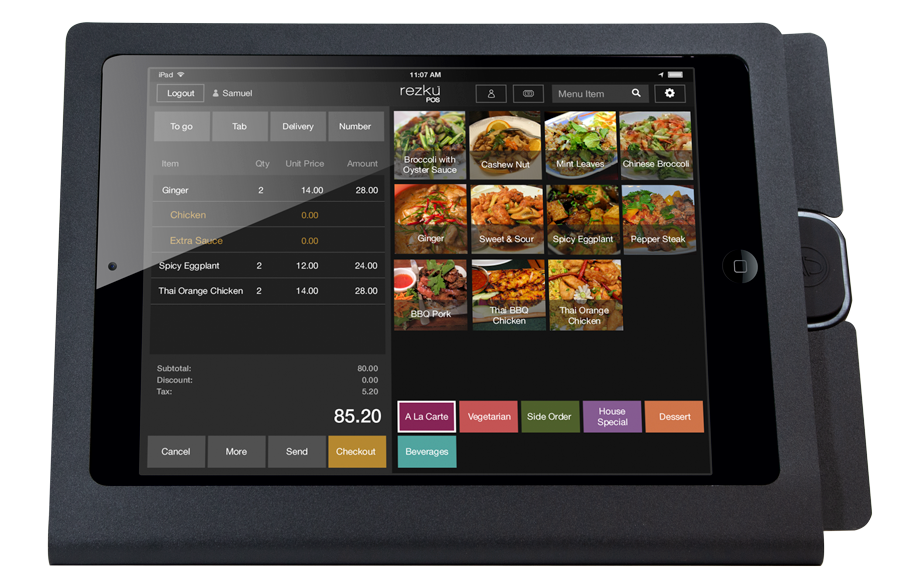 iPad 11:07 AM
Logout Samuel
rezkü
POS
Menu Item
To go Tab Delivery Number
Item Qty Unit Price Amount
Ginger 2 14.00 28.00
Chicken 0.00
Extra Sauce 0.00
Spicy Eggplant 2 12.00 24.00
Thai Orange Chicken 2 14.00 28.00
Subtotal: 80.00
Discount: 0.00
Tax: 5.20
85.20
Cancel More Send Checkout
Broccoli with
Oyster Sauce
Cashew Nut
Mint Leaves
Chinese Broccoli
Ginger
Sweet & Sour
Spicy Eggplant
Pepper Steak
BBQ Pork
Thai BBQ
Chicken
Thai Orange
Chicken
A La Carte
Vegetarian
Side Order
House
Special
Dessert
Beverages